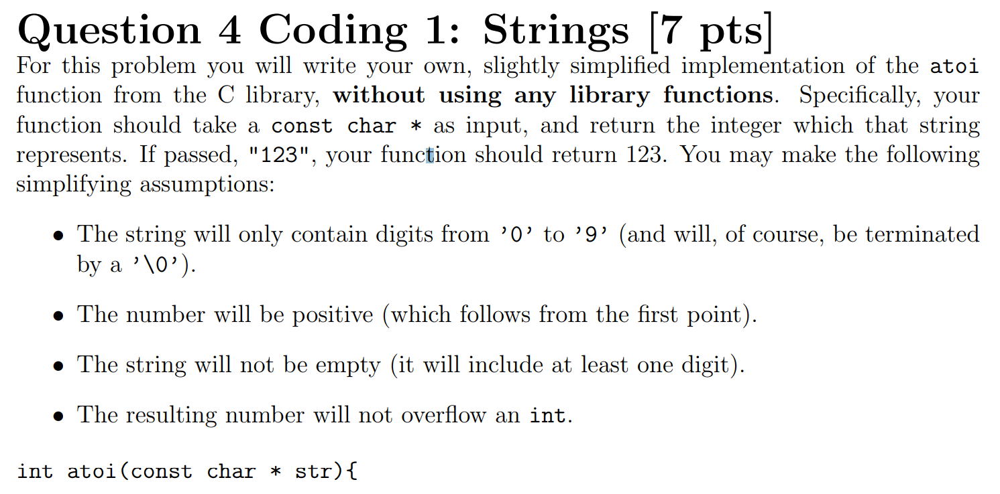 Question 4 Coding 1: Strings [7 pts]
For this problem you will write your own, slightly simplified implementation of the atoi
function from the C library, without using any library functions. Specifically, your
function should take a const char * as input, and return the integer which that string
represents. If passed, "123", your function should return 123. You may make the following
simplifying assumptions:
• The string will only contain digits from ’0’ to ’9’ (and will, of course, be terminated
by a ’\0’).
• The number will be positive (which follows from the first point).
• The string will not be empty (it will include at least one digit).
• The resulting number will not overflow an int.
int atoi(const char * str){